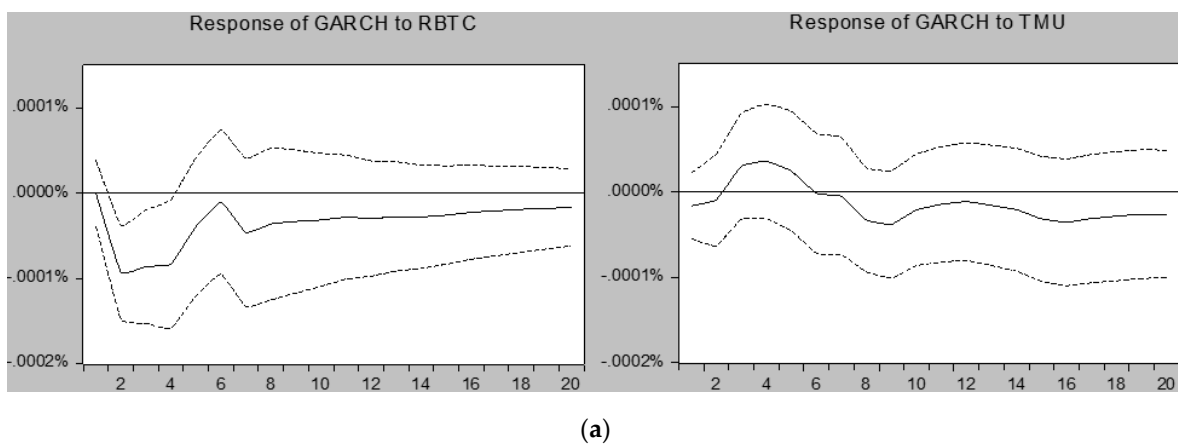 Response of GARCH to RBTC
.0001%
.0000%
-.0001%
-.0002%
2 4 6 8 10 12 14 16 18 20
Response of GARCH to TMU
.0001%
.0000%
-.0001%
-.0002%
2 4 6 8 10 12 14 16 18 20
(a)